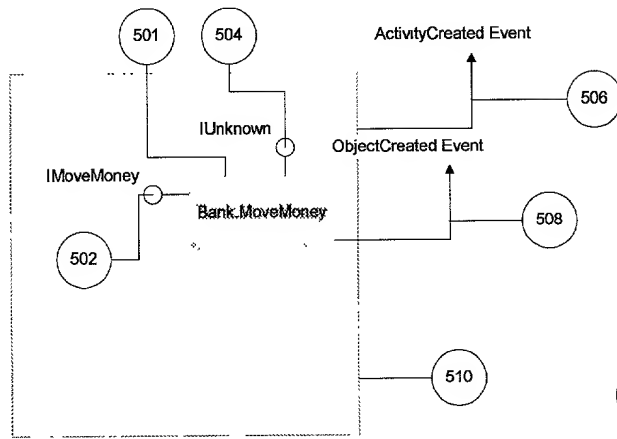 501
504
ActivityCreated Event
506
IUnknown
ObjectCreated Event
IMoveMoney
Bank.MoveMoney
508
502
510